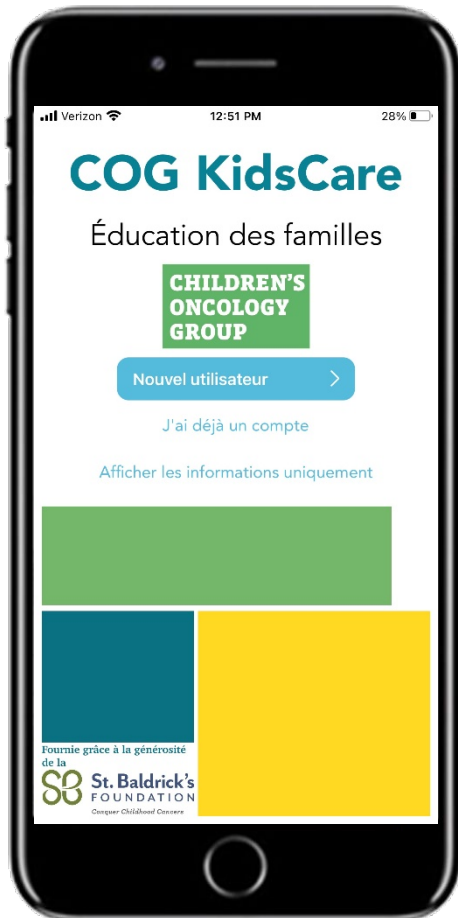 Verizon 12:51 PM 28%
COG KidsCare
Éducation des familles
CHILDREN'S
ONCOLOGY
GROUP
Nouvel utilisateur
J'ai déjà un compte
Afficher les informations uniquement
Fournie grâce à la générosité
de la
SB St. Baldrick's
FOUNDATION
Conquer Childhood Cancers